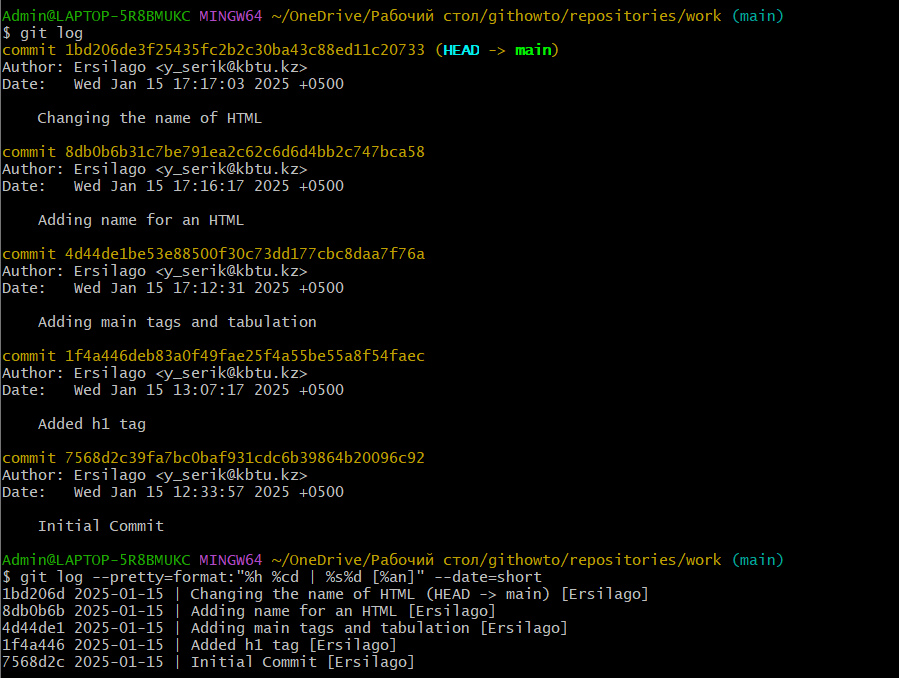 Admin@LAPTOP-5R8BMUKC MINGW64 ~/OneDrive/Рабочий стол/githowto/repositories/work (main)
$ git log
commit 1bd206de3f25435fc2b2c30ba43c88ed11c20733 (HEAD -> main)
Author: Ersilago <y_serik@kbtu.kz>
Date:   Wed Jan 15 17:17:03 2025 +0500
    Changing the name of HTML
commit 8db0b6b31c7be791ea2c62c6d6d4bb2c747bca58
Author: Ersilago <y_serik@kbtu.kz>
Date:   Wed Jan 15 17:16:17 2025 +0500
    Adding name for an HTML
commit 4d44de1be53e88500f30c73dd177cbc8daa7f76a
Author: Ersilago <y_serik@kbtu.kz>
Date:   Wed Jan 15 17:12:31 2025 +0500
    Adding main tags and tabulation
commit 1f4a446deb83a0f49fae25f4a55be55a8f54faec
Author: Ersilago <y_serik@kbtu.kz>
Date:   Wed Jan 15 13:07:17 2025 +0500
    Added h1 tag
commit 7568d2c39fa7bc0baf931cdc6b39864b20096c92
Author: Ersilago <y_serik@kbtu.kz>
Date:   Wed Jan 15 12:33:57 2025 +0500
    Initial Commit
Admin@LAPTOP-5R8BMUKC MINGW64 ~/OneDrive/Рабочий стол/githowto/repositories/work (main)
$ git log --pretty=format:"%h %cd | %s%d [%an]" --date=short
1bd206d 2025-01-15 | Changing the name of HTML (HEAD -> main) [Ersilago]
8db0b6b 2025-01-15 | Adding name for an HTML [Ersilago]
4d44de1 2025-01-15 | Adding main tags and tabulation [Ersilago]
1f4a446 2025-01-15 | Added h1 tag [Ersilago]
7568d2c 2025-01-15 | Initial Commit [Ersilago]